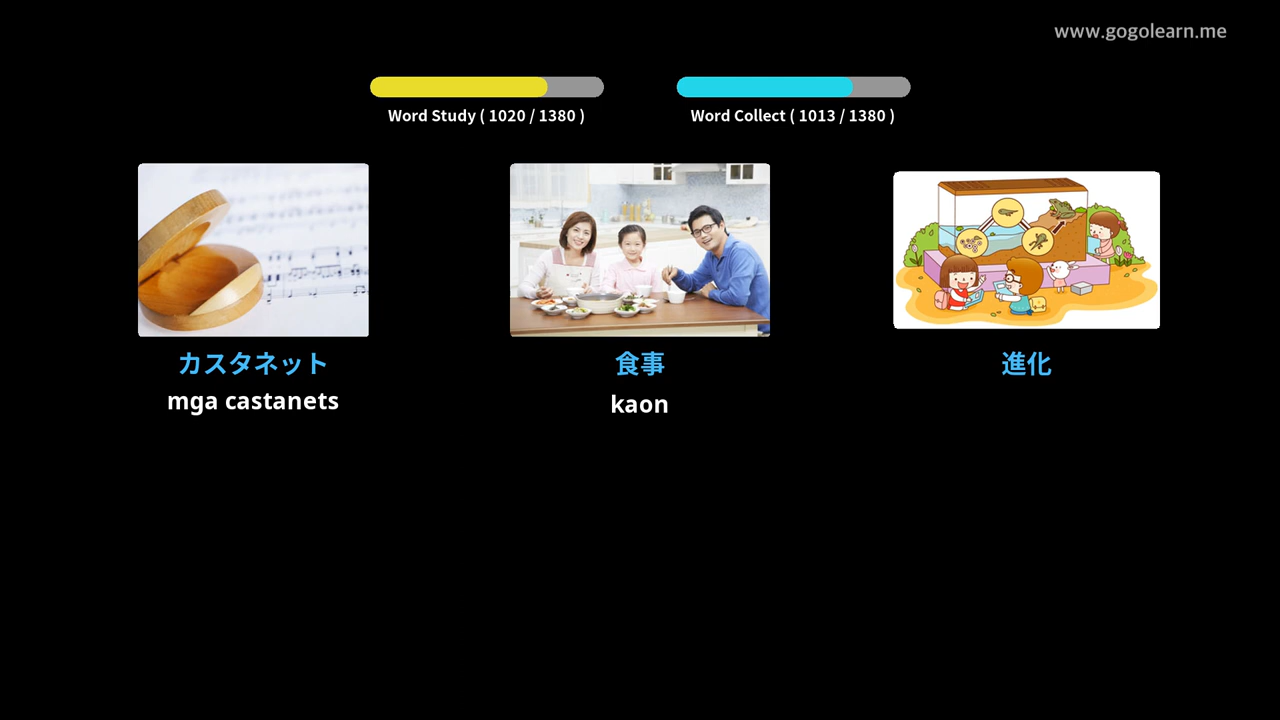 www.gogolearn.me
Word Study ( 1020 / 1380 )
Word Collect ( 1013 / 1380 )
カスタネット
mga castanets
食事
kaon
進化